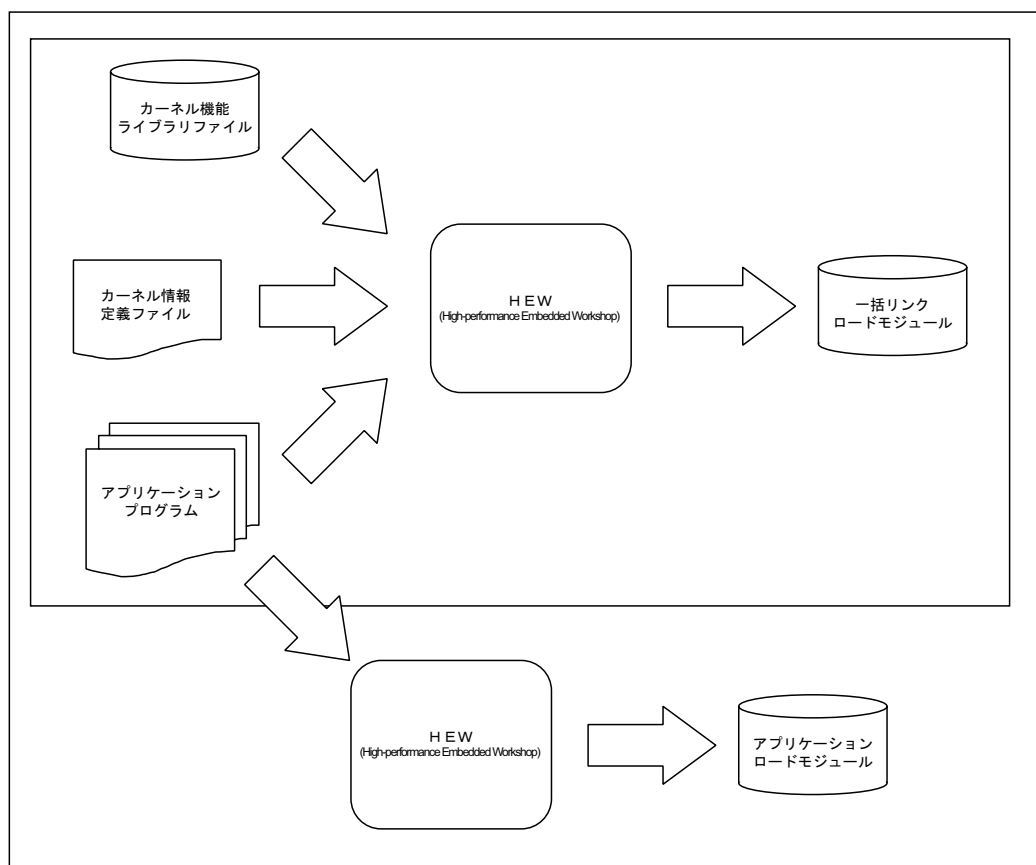 カーネル機能
ライブラリファイル
カーネル情報
定義ファイル
HEW
(High-performance Embedded Workshop)
一括リンク
ロードモジュール
アプリケーション
プログラム
HEW
(High-performance Embedded Workshop)
アプリケーション
ロードモジュール